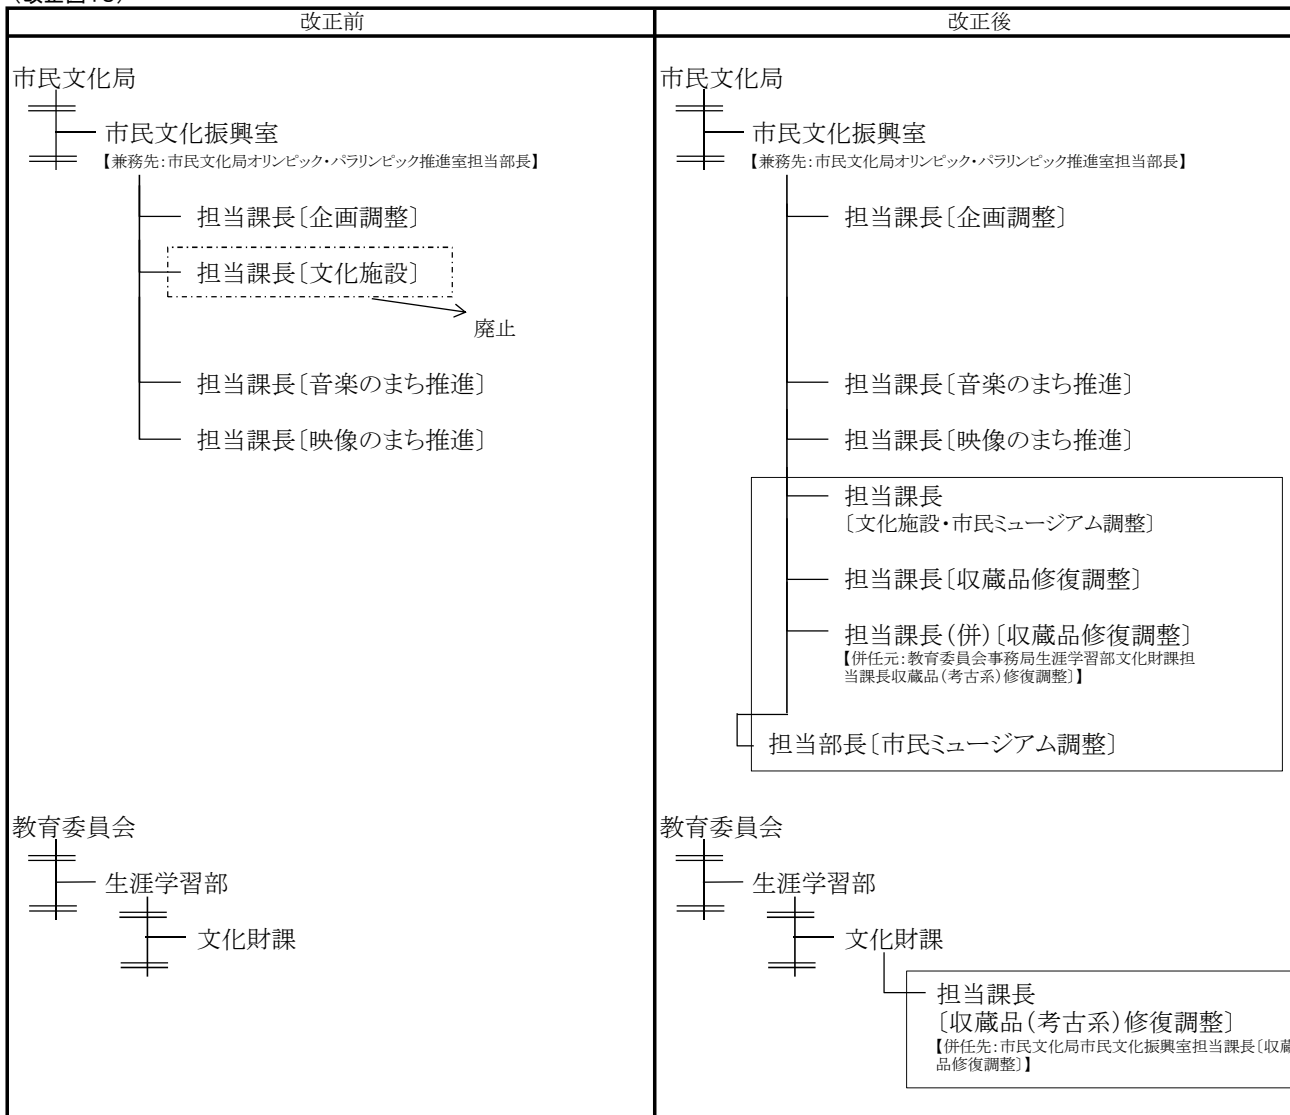 改正前
市民文化局
市民文化振興室
【兼務先:市民文化局オリンピック・パラリンピック推進室担当部長】
担当課長〔企画調整〕
担当課長〔文化施設〕
廃止
担当課長〔音楽のまち推進〕
担当課長〔映像のまち推進〕
教育委員会
生涯学習部
文化財課
改正後
市民文化局
市民文化振興室
【兼務先:市民文化局オリンピック・パラリンピック推進室担当部長】
担当課長〔企画調整〕
担当課長〔音楽のまち推進〕
担当課長〔映像のまち推進〕
担当課長
〔文化施設・市民ミュージアム調整〕
担当課長〔収蔵品修復調整〕
担当課長(併)〔収蔵品修復調整〕
【併任元:教育委員会事務局生涯学習部文化財課担
当課長収蔵品(考古系)修復調整〕】
担当部長〔市民ミュージアム調整〕
教育委員会
生涯学習部
文化財課
担当課長
〔収蔵品(考古系)修復調整〕
【併任先:市民文化局市民文化振興室担当課長〔収蔵
品修復調整〕】